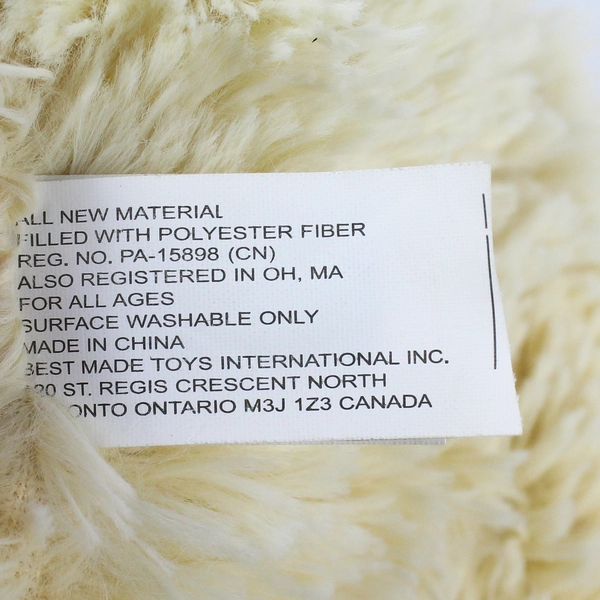 ALL NEW MATERIAL
FILLED WITH POLYESTER FIBER
REG. NO. PA-15898 (CN)
ALSO REGISTERED IN OH, MA
FOR ALL AGES
SURFACE WASHABLE ONLY
MADE IN CHINA
BEST MADE TOYS INTERNATIONAL INC.
ST. REGIS CRESCENT NORTH
ONTARIO M3J 1Z3 CANADA